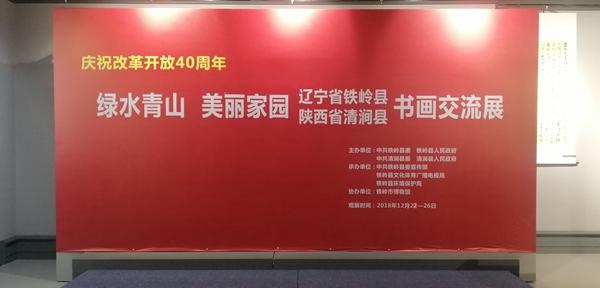 庆祝改革开放40周年
绿水青山 美丽家园 辽宁省铁岭县 陕西省清涧县 书画交流展
主办单位：中共铁岭县委 铁岭县人民政府
中共清涧县委 清涧县人民政府
承办单位：中共铁岭县委宣传部
铁岭县文化体育广播电视局
铁岭县环境保护局
协办单位：铁岭市博物馆
观展时间：2018年12月22—26日